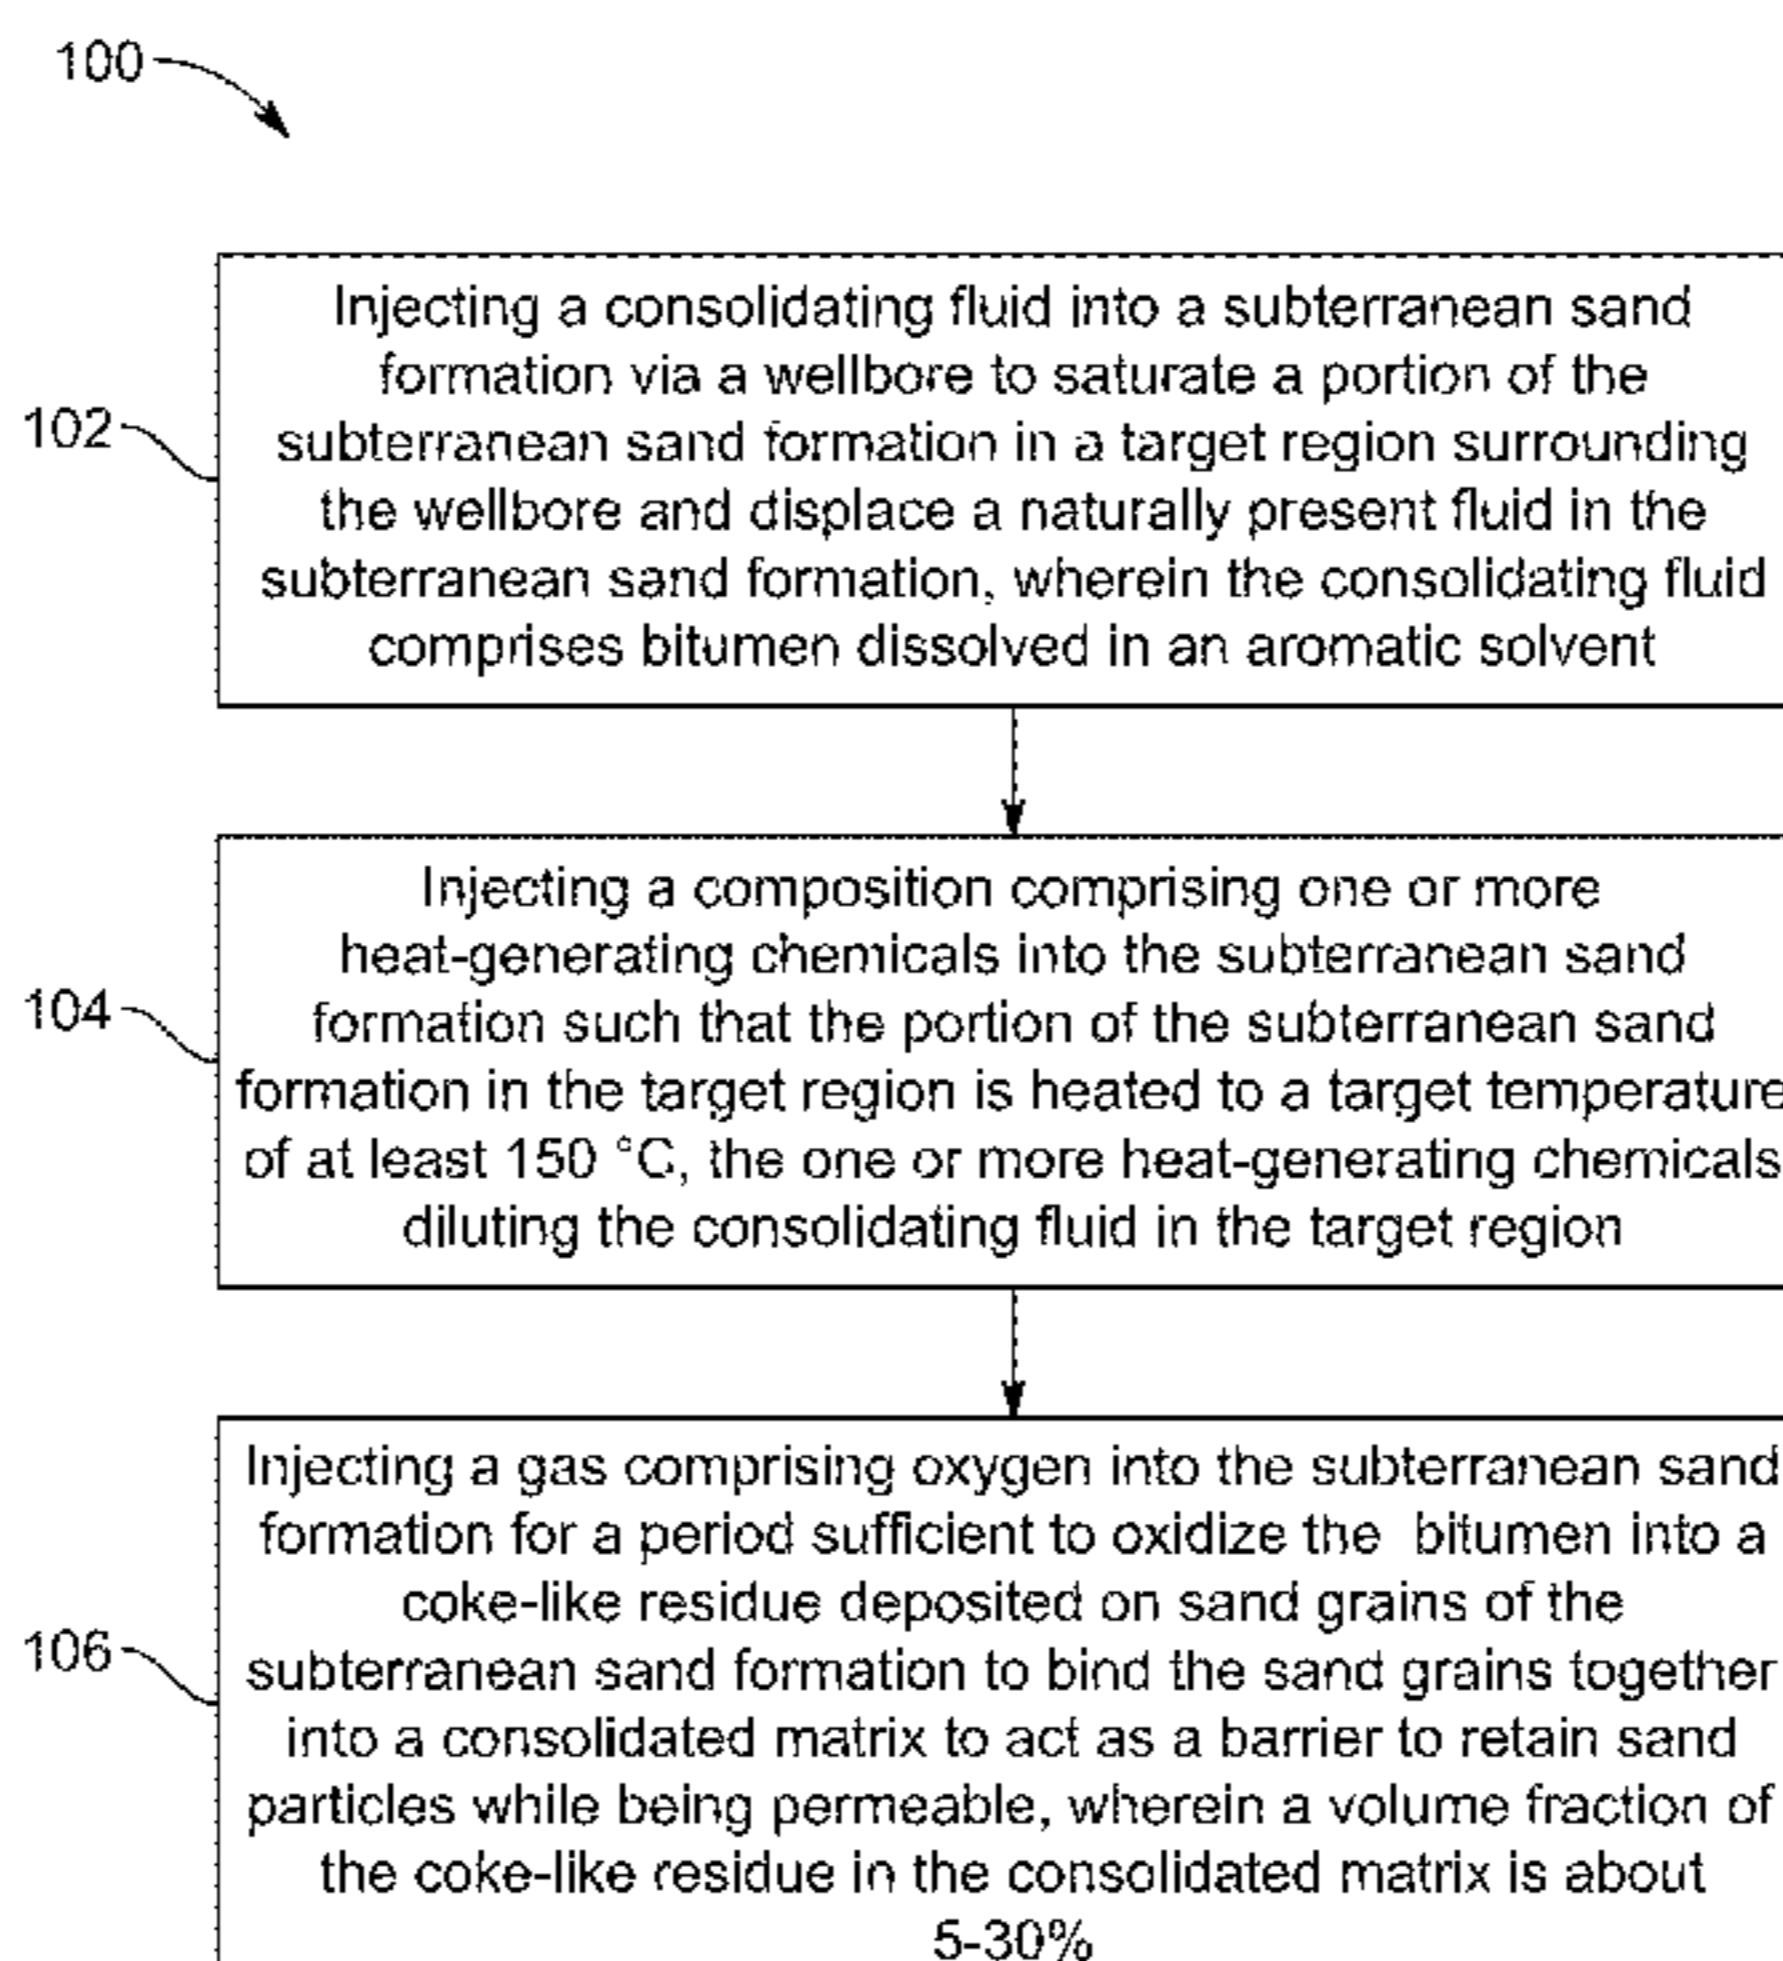 100
102
Injecting a consolidating fluid into a subterranean sand
formation via a wellbore to saturate a portion of the
subterranean sand formation in a target region surrounding
the wellbore and displace a naturally present fluid in the
subterranean sand formation, wherein the consolidating fluid
comprises bitumen dissolved in an aromatic solvent
104
Injecting a composition comprising one or more
heat-generating chemicals into the subterranean sand
formation such that the portion of the subterranean sand
formation in the target region is heated to a target temperature
of at least 150 °C, the one or more heat-generating chemicals
diluting the consolidating fluid in the target region
106
Injecting a gas comprising oxygen into the subterranean sand
formation for a period sufficient to oxidize the  bitumen into a
coke-like residue deposited on sand grains of the
subterranean sand formation to bind the sand grains together
into a consolidated matrix to act as a barrier to retain sand
particles while being permeable, wherein a volume fraction of
the coke-like residue in the consolidated matrix is about
5-30%